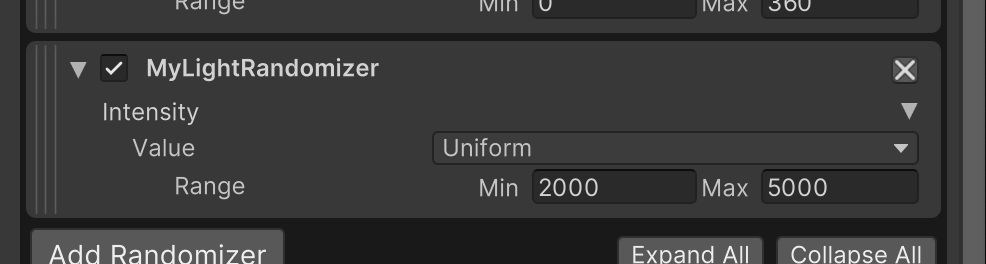 Range Min 0 Max 360
MyLightRandomizer
Intensity
Value Uniform
Range Min 2000 Max 5000
Add Randomizer Expand All Collapse All